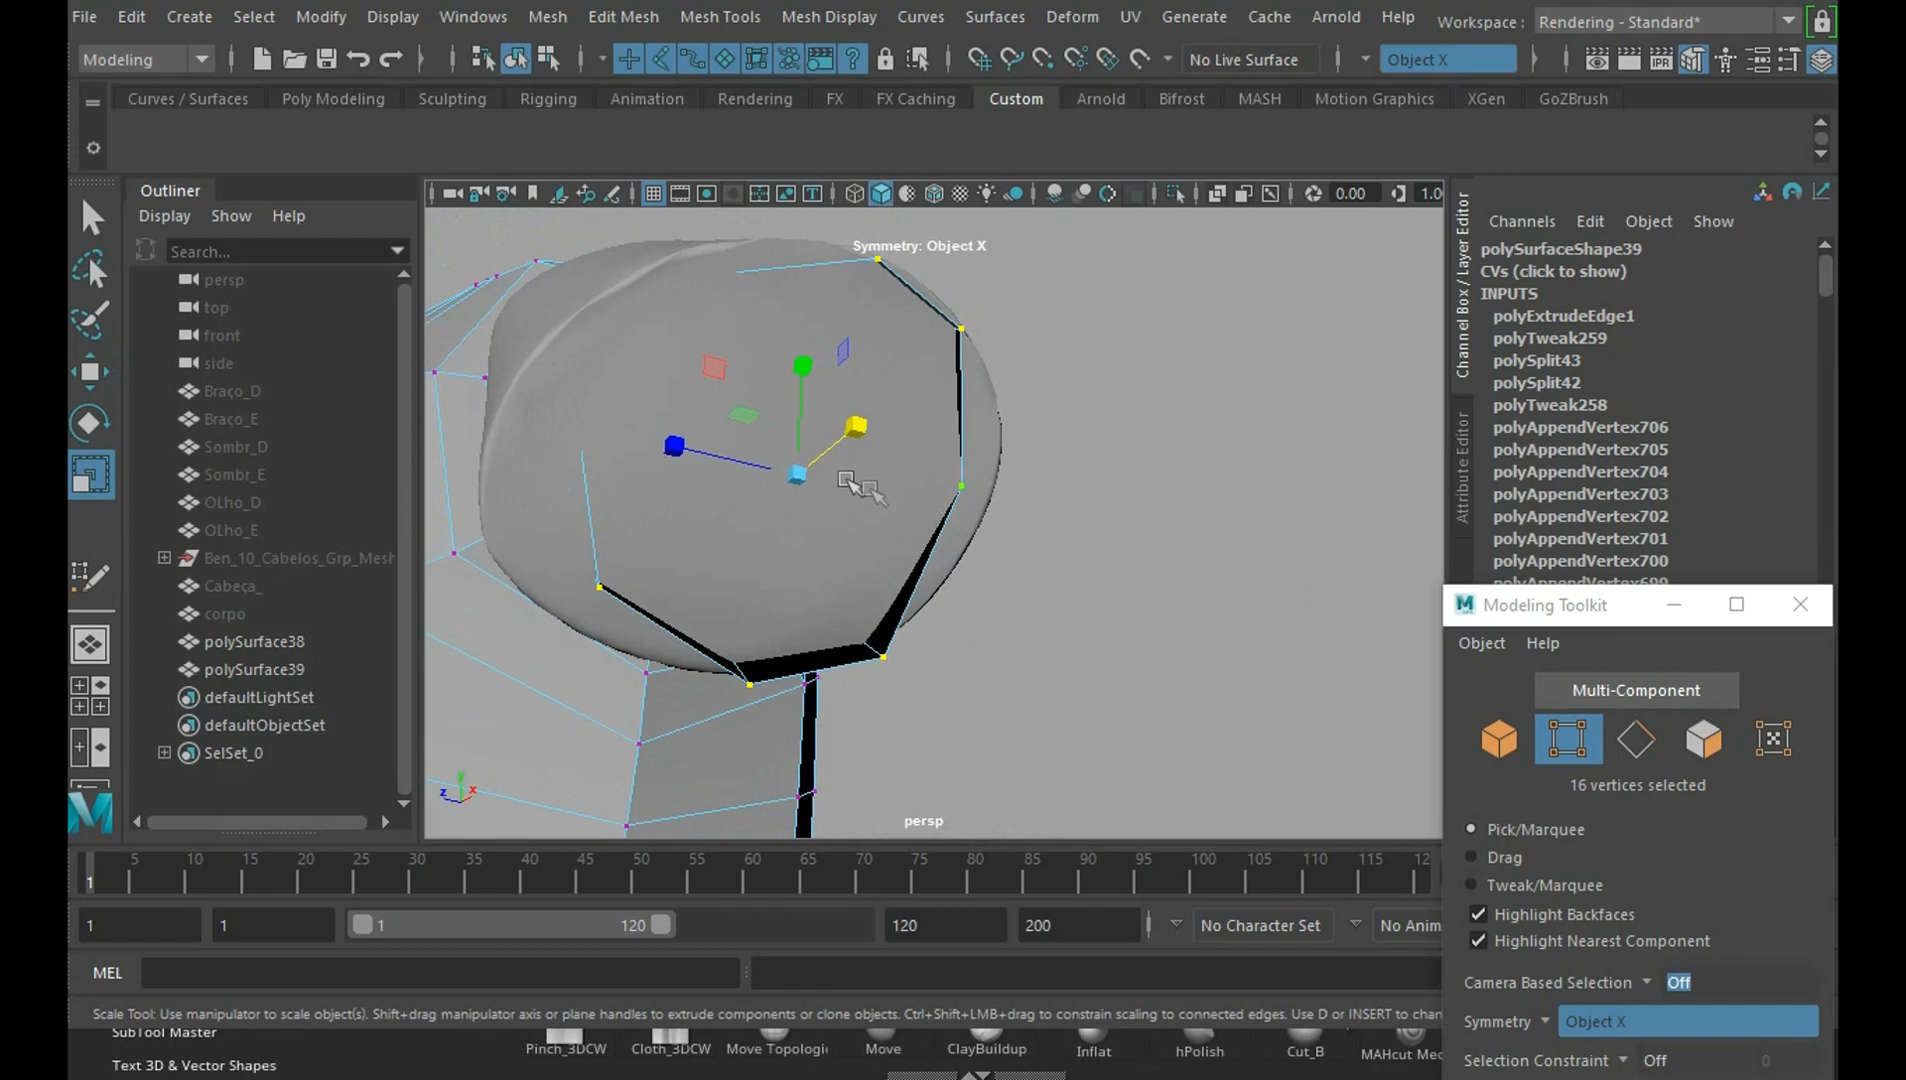 File Edit Create Select Modify Display Windows Mesh Edit Mesh Mesh Tools Mesh Display Curves Surfaces Deform UV Generate Cache Arnold Help Workspace : Rendering - Standard*
Modeling No Live Surface Object X IPR
Curves / Surfaces Poly Modeling Sculpting Rigging Animation Rendering FX FX Caching Custom Arnold Bifrost MASH Motion Graphics XGen GoZBrush
Outliner
Display Show Help
Search...
persp
top
front
side
Braço_D
Braço_E
Sombr_D
Sombr_E
OLho_D
OLho_E
Ben_10_Cabelos_Grp_Mesh
Cabeça_
corpo
polySurface38
polySurface39
defaultLightSet
defaultObjectSet
SelSet_0
0.00
Symmetry: Object X
y
z x
persp
Channel Box / Layer Editor
Attribute Editor
Channels Edit Object Show
polySurfaceShape39
CVs (click to show)
INPUTS
polyExtrudeEdge1
polyTweak259
polySplit43
polySplit42
polyTweak258
polyAppendVertex706
polyAppendVertex705
polyAppendVertex704
polyAppendVertex703
polyAppendVertex702
polyAppendVertex701
polyAppendVertex700
polyAppendVertex699
Modeling Toolkit
Object Help
Multi-Component
16 vertices selected
Pick/Marquee
Drag
Tweak/Marquee
Highlight Backfaces
Highlight Nearest Component
Camera Based Selection Off
Symmetry Object X
Selection Constraint Off 0
5 10 15 20 25 30 35 40 45 50 55 60 65 70 75 80 85 90 95 100 105 110 115 12
1
1 1 1 120 120 200 No Character Set No Anim
MEL
Scale Tool: Use manipulator to scale object(s). Shift+drag manipulator axis or plane handles to extrude components or clone objects. Ctrl+Shift+LMB+drag to constrain scaling to connected edges. Use D or INSERT to chan
SubTool Master
Text 3D & Vector Shapes
Pinch_3DCW Cloth_3DCW Move Topologic Move ClayBuildup Inflat hPolish Cut_B MAHcut Mec